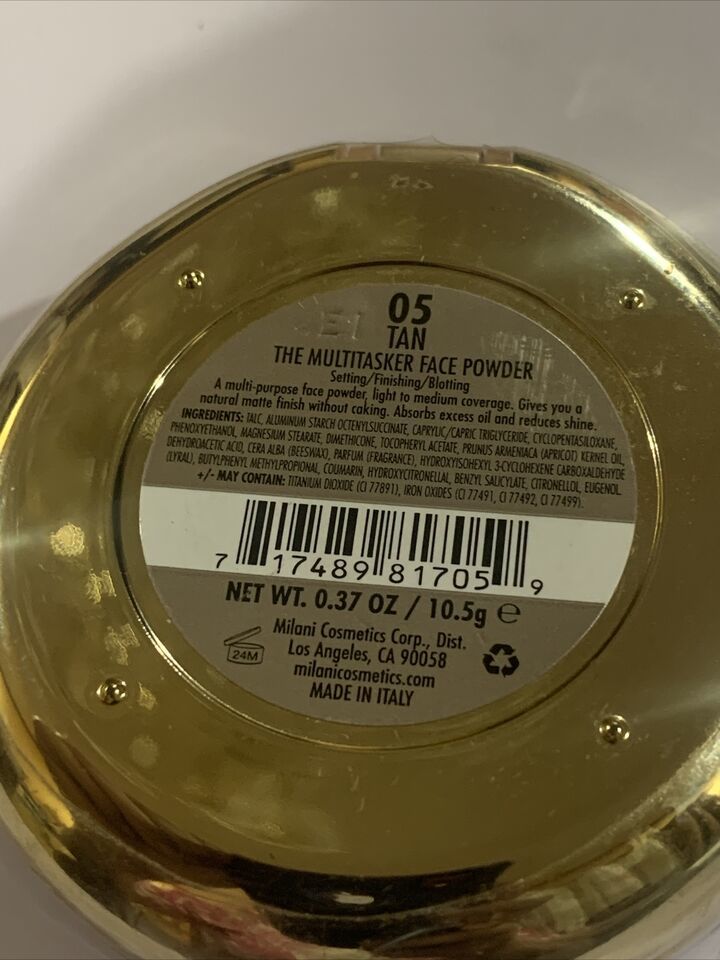 05
TAN
THE MULTITASKER FACE POWDER
Setting/Finishing/Blotting
A multi-purpose face powder, light to medium coverage. Gives you a
natural matte finish without caking. Absorbs excess oil and reduces shine.
INGREDIENTS: TALC, ALUMINUM STARCH OCTENYLSUCCINATE, CAPRYLIC/CAPRIC TRIGLYCERIDE, CYCLOPENTASILOXANE,
PHENOXYETHANOL, MAGNESIUM STEARATE, DIMETHICONE, TOCOPHERYL ACETATE, PRUNUS ARMENIACA (APRICOT) KERNEL OIL,
DEHYDROACETIC ACID, CERA ALBA (BEESWAX), PARFUM (FRAGRANCE), HYDROXYISOHEXYL 3-CYCLOHEXENE CARBOXALDEHYDE
(LYRAL), BUTYLPHENYL METHYLPROPIONAL, COUMARIN, HYDROXYCITRONELLAL, BENZYL SALICYLATE, CITRONELLOL, EUGENOL.
+/- MAY CONTAIN: TITANIUM DIOXIDE (CI 77891), IRON OXIDES (CI 77491, CI 77492, CI 77499).
7 17489 81705 9
NET WT. 0.37 OZ / 10.5g e
24M
Milani Cosmetics Corp., Dist.
Los Angeles, CA 90058
milanicosmetics.com
MADE IN ITALY